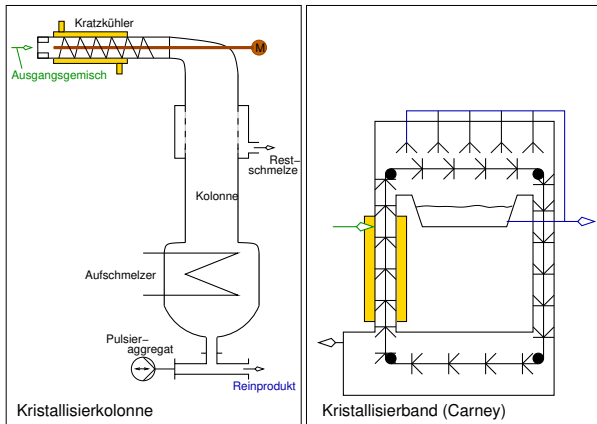 Kratzkühler
M
Ausgangsgemisch
Rest-
schmelze
Kolonne
Aufschmelzer
Pulsier-
aggregat
Reinprodukt
Kristallisierkolonne
Kristallisierband (Carney)